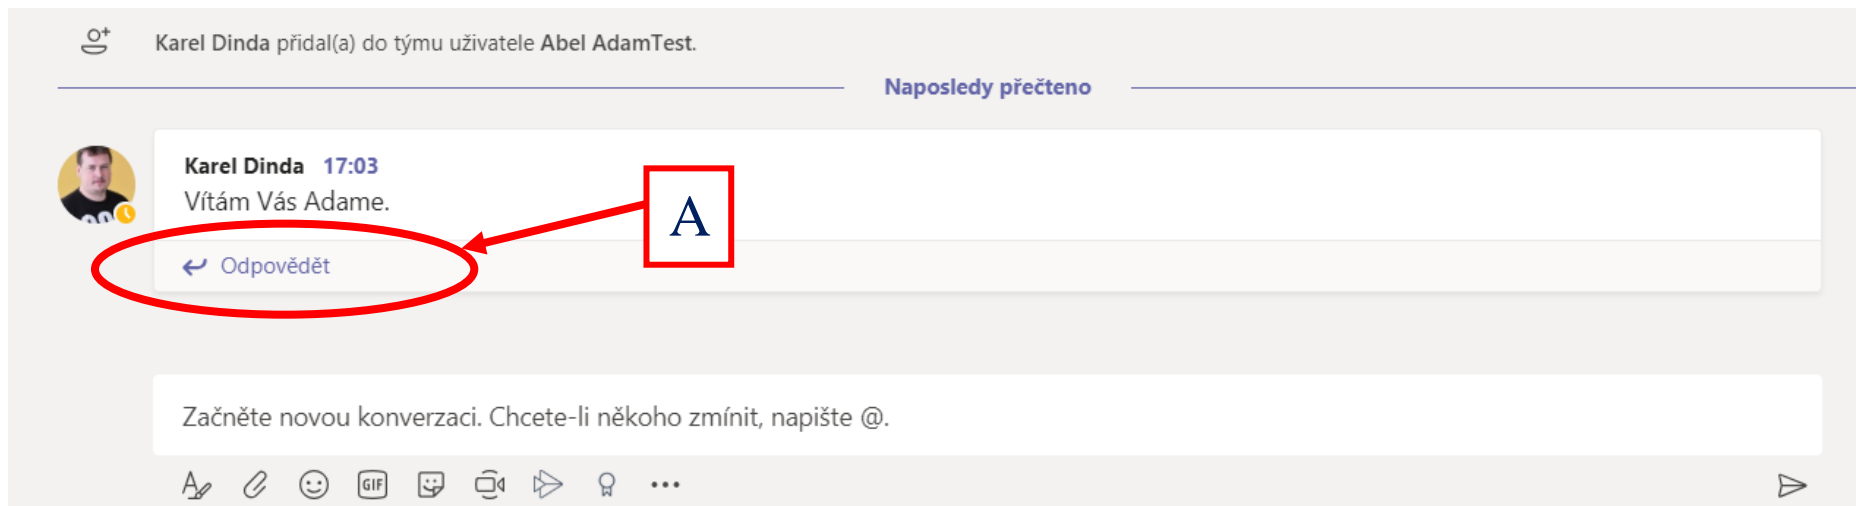 Karel Dinda přidal(a) do týmu uživatele Abel AdamTest.
Naposledy přečteno
Karel Dinda 17:03
Vítám Vás Adame.
A
Odpovědět
Začněte novou konverzaci. Chcete-li někoho zmínit, napište @.
GIF